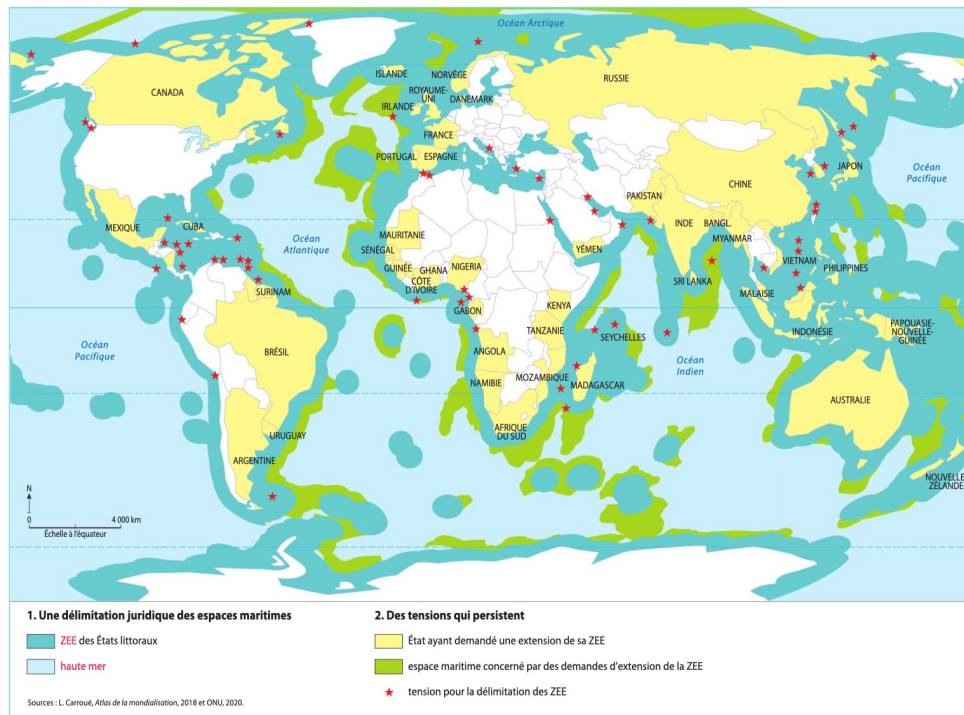 Océan Arctique
ISLANDE
NORVÈGE
RUSSIE
CANADA
ROYAUME-
UNI
DANEMARK
IRLANDE
FRANCE
PORTUGAL
ESPAGNE
JAPON
CHINE
Océan
Pacifique
PAKISTAN
MEXIQUE
CUBA
Océan
Atlantique
MAURITANIE
INDE
BANGL.
MYANMAR
SÉNÉGAL
YÉMEN
VIETNAM
PHILIPPINES
GUINÉE
GHANA
NIGERIA
CÔTE
D'IVOIRE
SRI LANKA
SURINAM
MALAISIE
GABON
KENYA
TANZANIE
SEYCHELLES
INDONÉSIE
PAPOUASIE-
NOUVELLE-
GUINÉE
Océan
Pacifique
BRÉSIL
ANGOLA
Océan
Indien
NAMIBIE
MOZAMBIQUE
MADAGASCAR
AUSTRALIE
AFRIQUE
DU SUD
URUGUAY
ARGENTINE
NOUVELLE-
ZÉLANDE
N
0
4 000 km
Échelle à l'équateur
1. Une délimitation juridique des espaces maritimes
ZEE des États littoraux
haute mer
2. Des tensions qui persistent
État ayant demandé une extension de sa ZEE
espace maritime concerné par des demandes d'extension de la ZEE
tension pour la délimitation des ZEE
Sources : L. Carroué, Atlas de la mondialisation, 2018 et ONU, 2020.